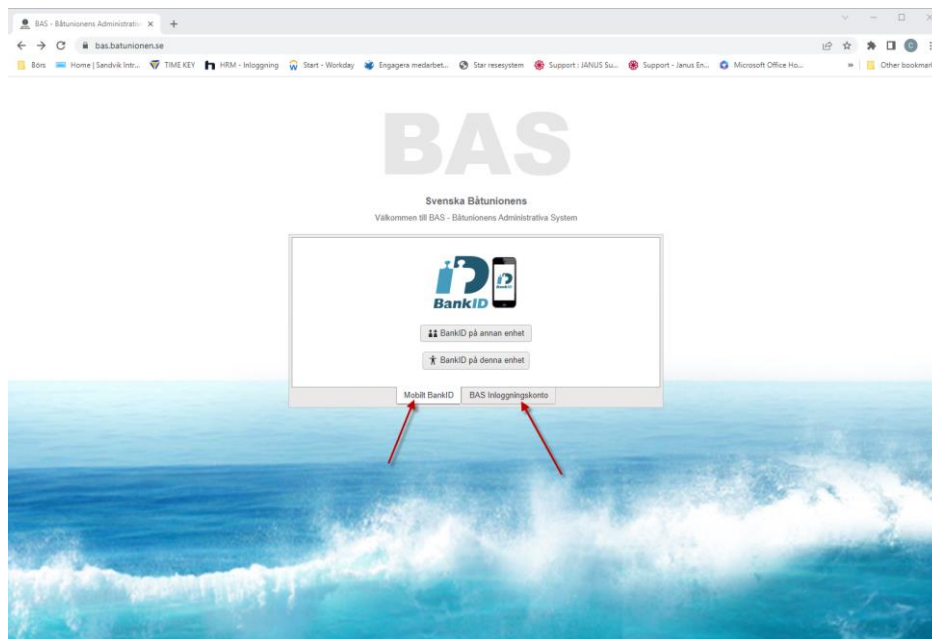 BAS - Båtunionens Administrativ
bas.batunionen.se
Börs Home | Sandvik Intr... TIME KEY HRM - Inloggning Start - Workday Engagera medarbet... Star resesystem Support : JANUS Su... Support - Janus En... Microsoft Office Ho... » Other bookmar
BAS
Svenska Båtunionens
Välkommen till BAS - Båtunionens Administrativa System
BankID
BankID på annan enhet
BankID på denna enhet
Mobilt BankID BAS Inloggningskonto